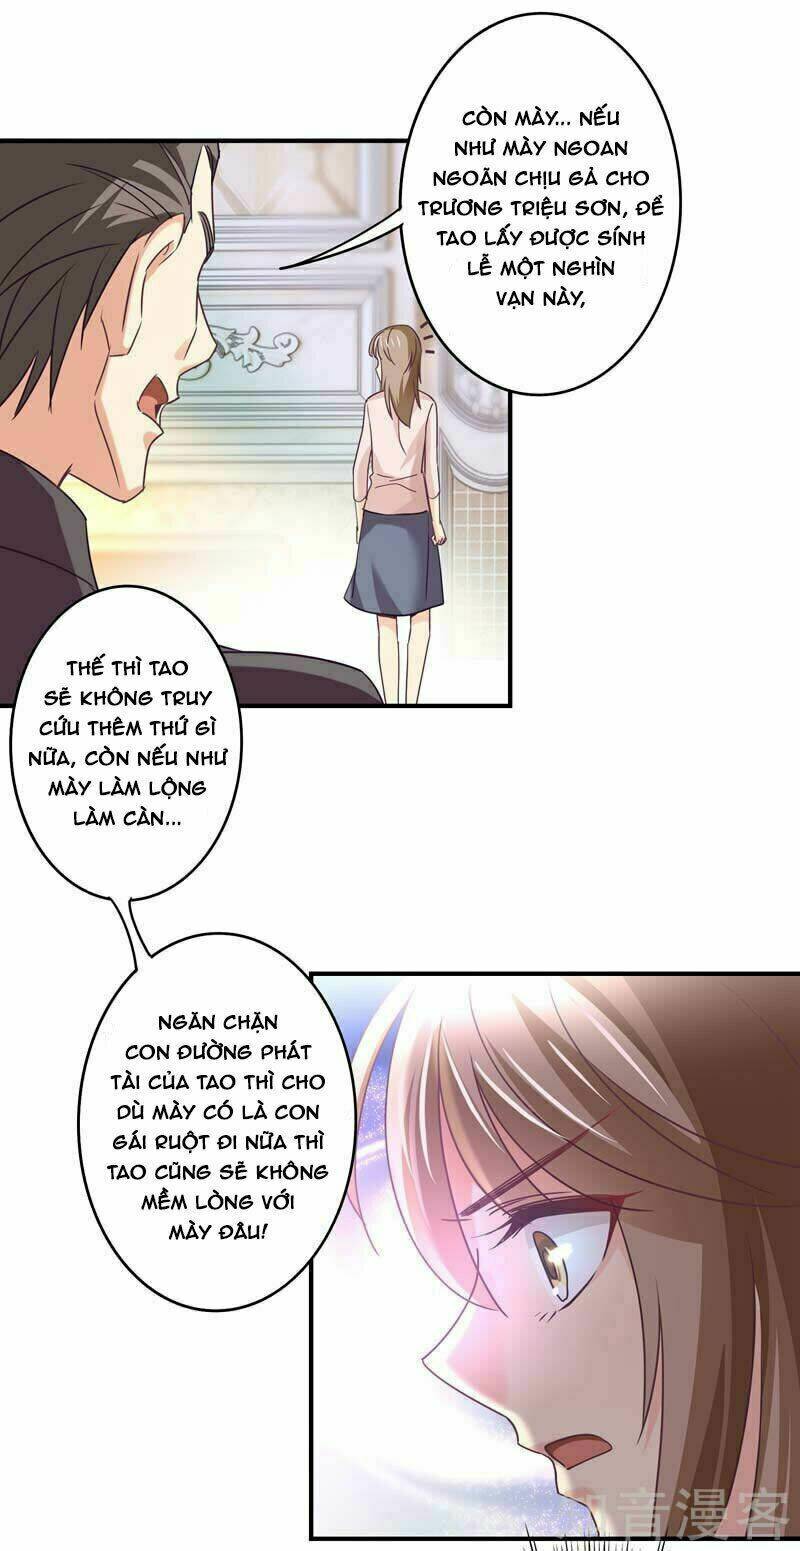 CÒN MÀY... NẾU
NHƯ MÀY NGOAN
NGOÃN CHỊU GẢ CHO
TRƯƠNG TRIỆU SƠN, ĐỂ
TAO LẤY ĐƯỢC SÍNH
LỄ MỘT NGHÌN
VẠN NÀY,
THẾ THÌ TAO
SẼ KHÔNG TRUY
CỨU THÊM THỨ GÌ
NỮA, CÒN NẾU NHƯ
MÀY LÀM LỘNG
LÀM CÀN...
NGĂN CHẶN
CON ĐƯỜNG PHÁT
TÀI CỦA TAO THÌ CHO
DÙ MÀY CÓ LÀ CON
GÁI RUỘT ĐI NỮA THÌ
TAO CŨNG SẼ KHÔNG
MỀM LÒNG VỚI
MÀY ĐÂU!
音漫客